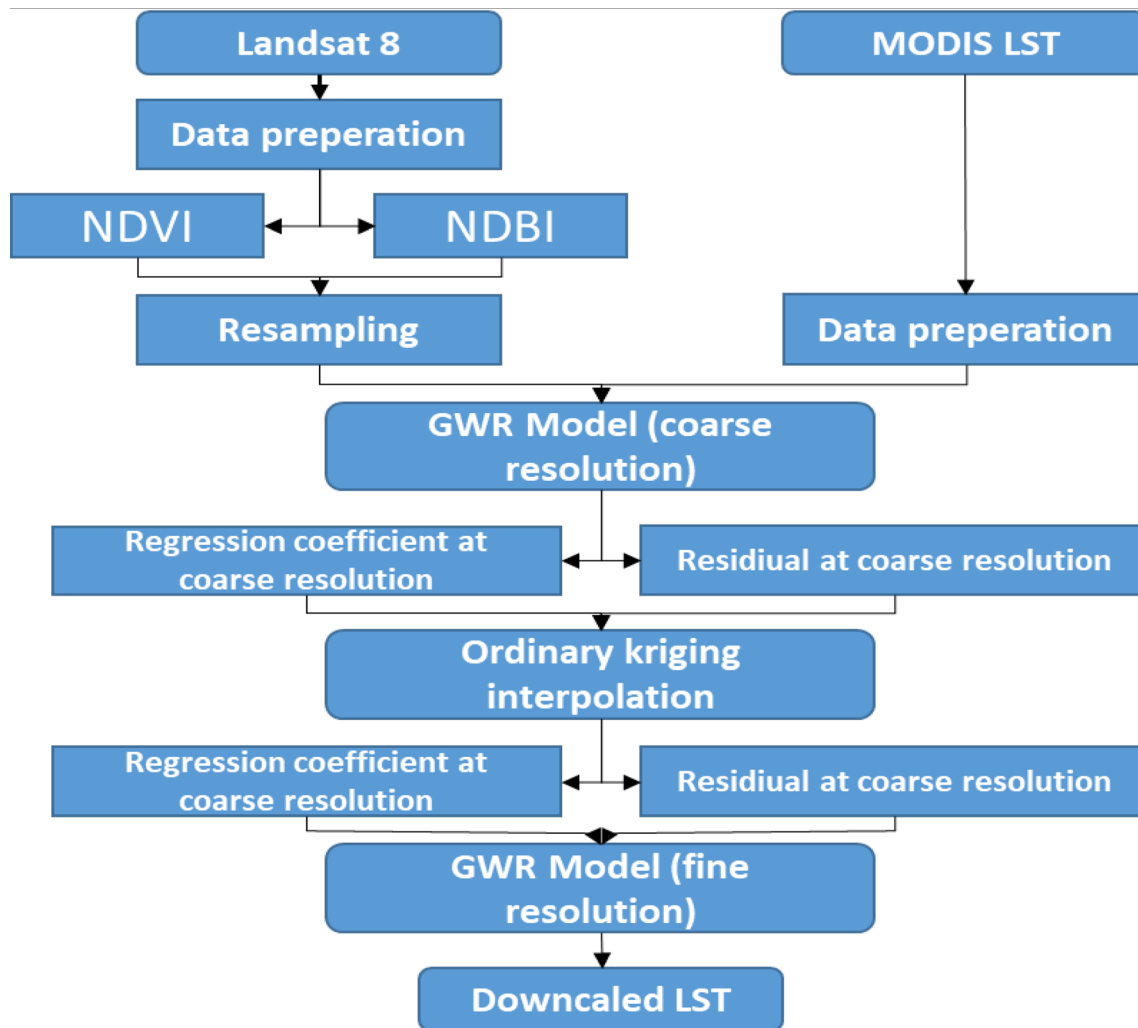 Landsat 8
MODIS LST
Data preperation
NDVI
NDBI
Resampling
Data preperation
GWR Model (coarse
resolution)
Regression coefficient at
coarse resolution
Residiual at coarse resolution
Ordinary kriging
interpolation
Regression coefficient at
coarse resolution
Residiual at coarse resolution
GWR Model (fine
resolution)
Downcaled LST